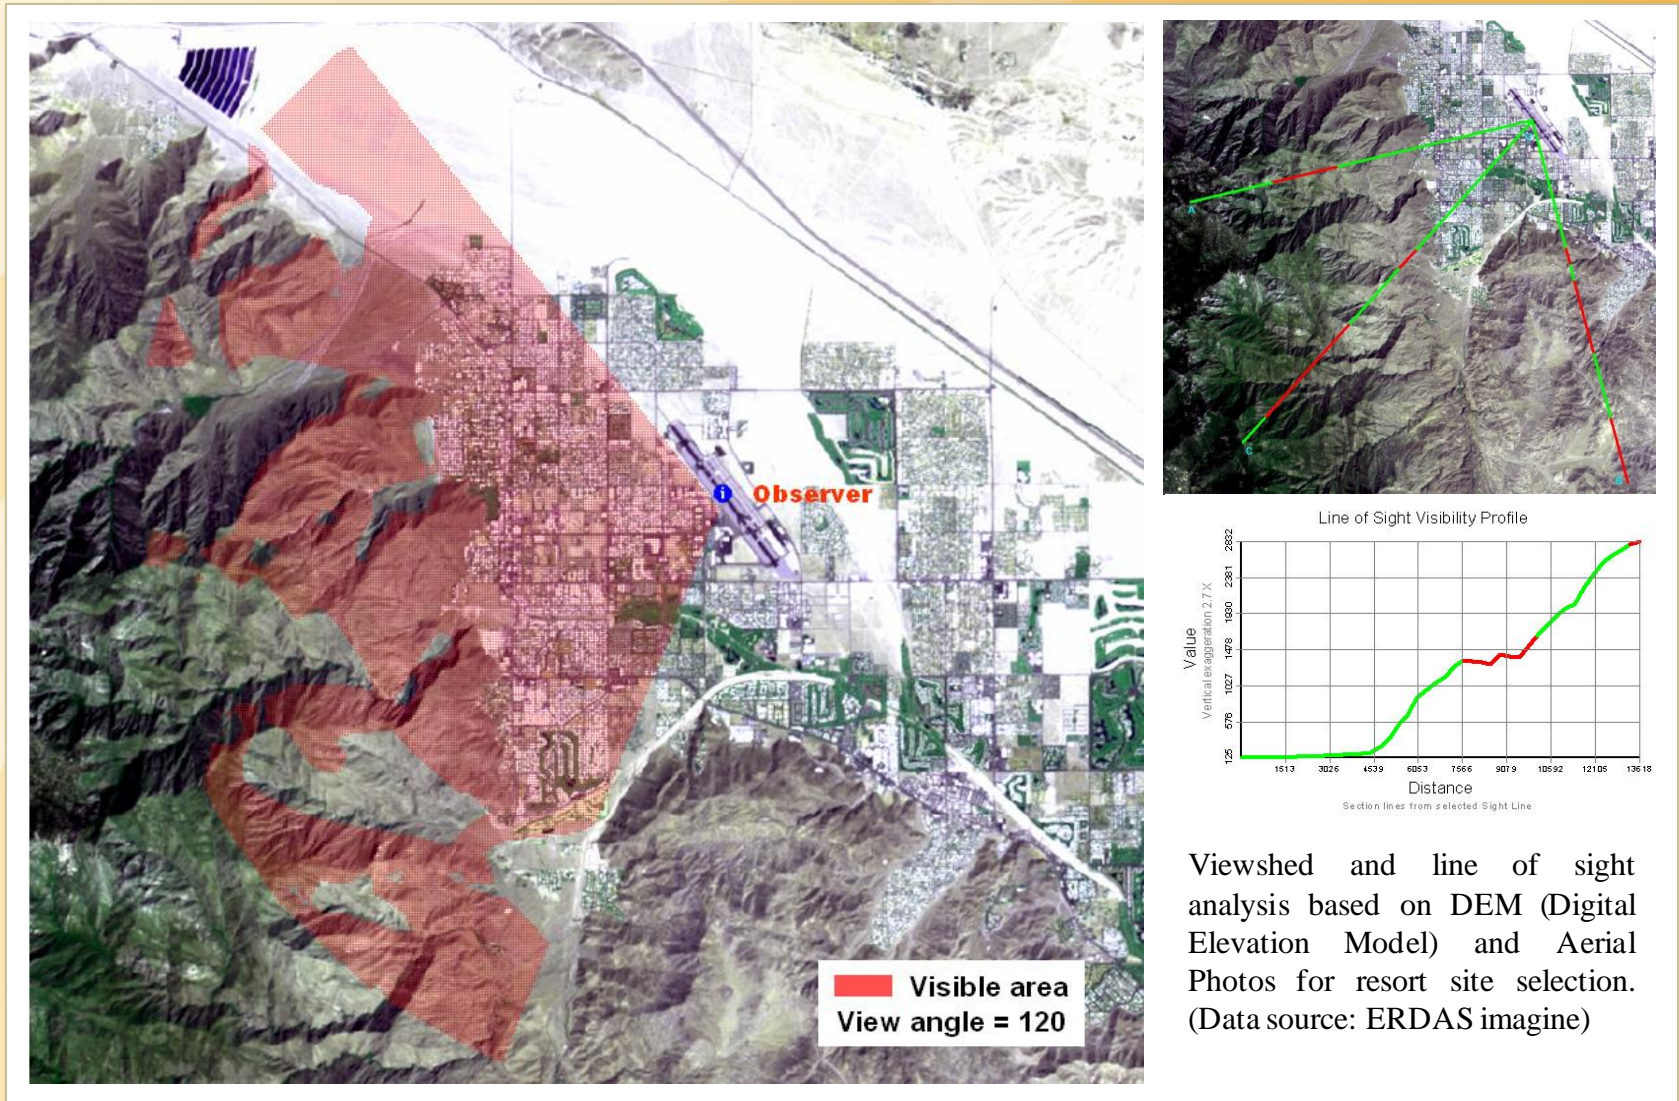 Observer
Visible area
View angle = 120
A
C
B
Line of Sight Visibility Profile
Value
Vertical exaggeration 2.7 X
2832
2381
1930
1478
1027
576
125
1513 3026 4539 6053 7566 9079 10592 12105 13618
Distance
Section lines from selected Sight Line
Viewshed and line of sight
analysis based on DEM (Digital
Elevation Model) and Aerial
Photos for resort site selection.
(Data source: ERDAS imagine)